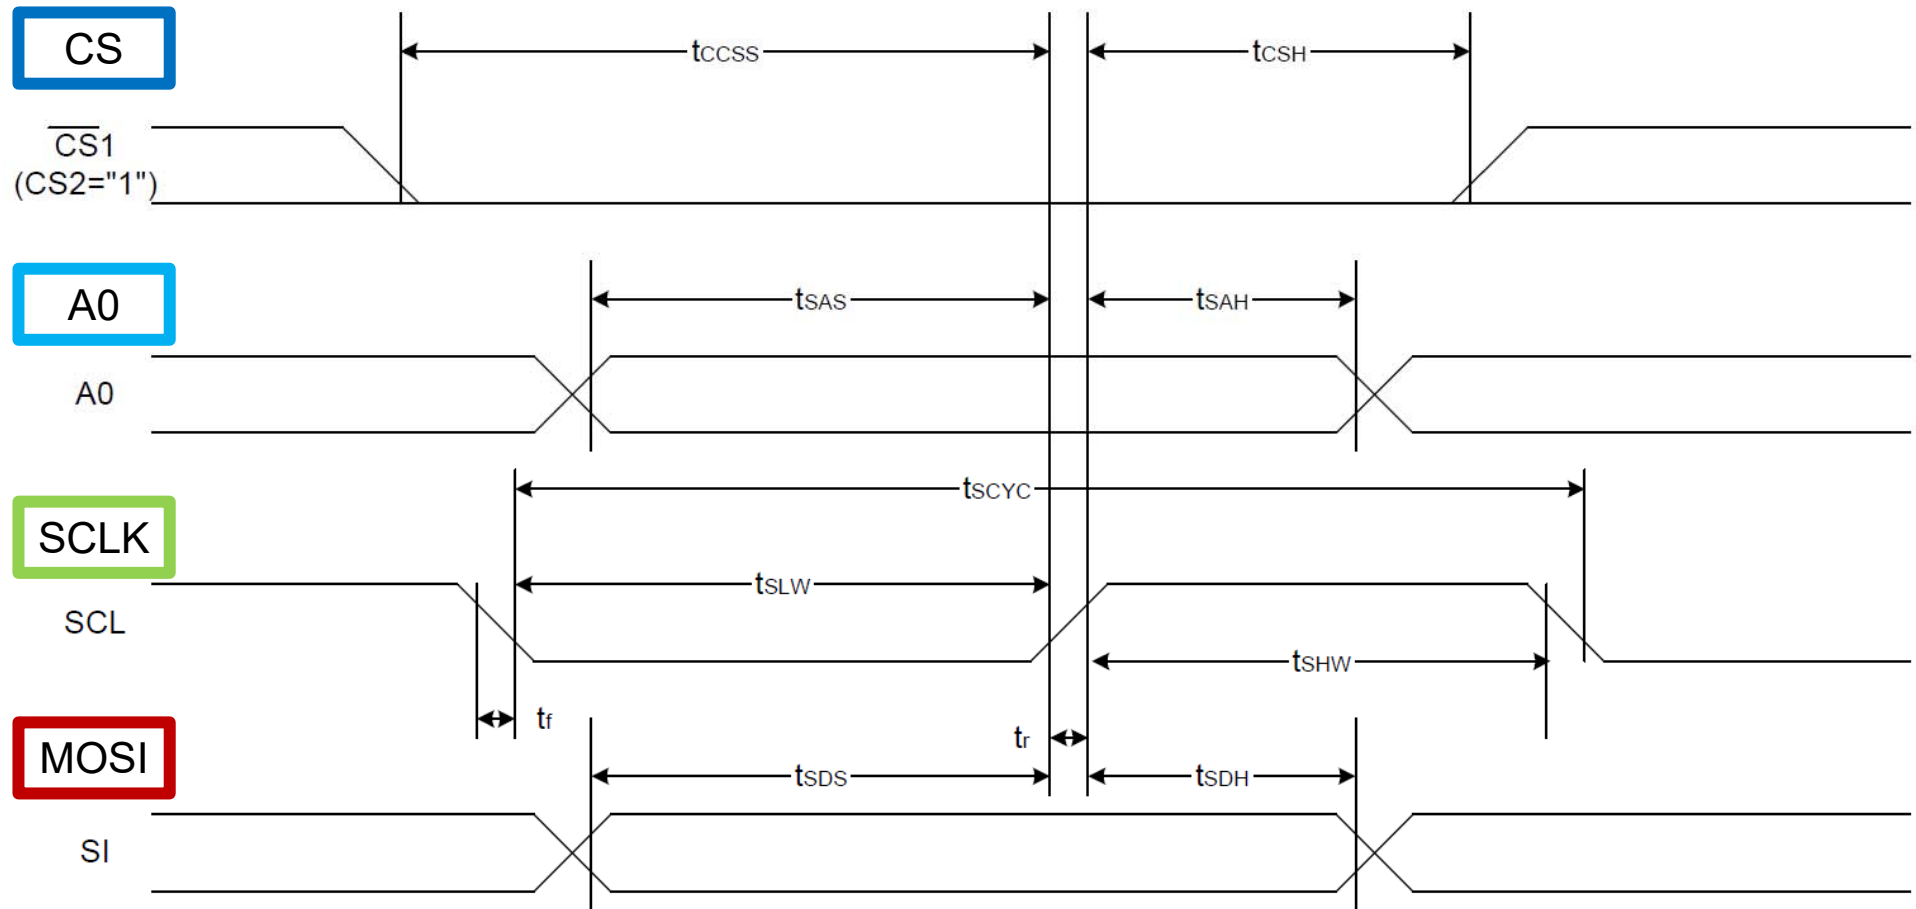 CS
tCCSS
tCSH
CS1
(CS2="1")
A0
tSAS
tSAH
A0
tSCYC
SCLK
tSLW
SCL
tSHW
tf
tr
MOSI
tSDS
tSDH
SI